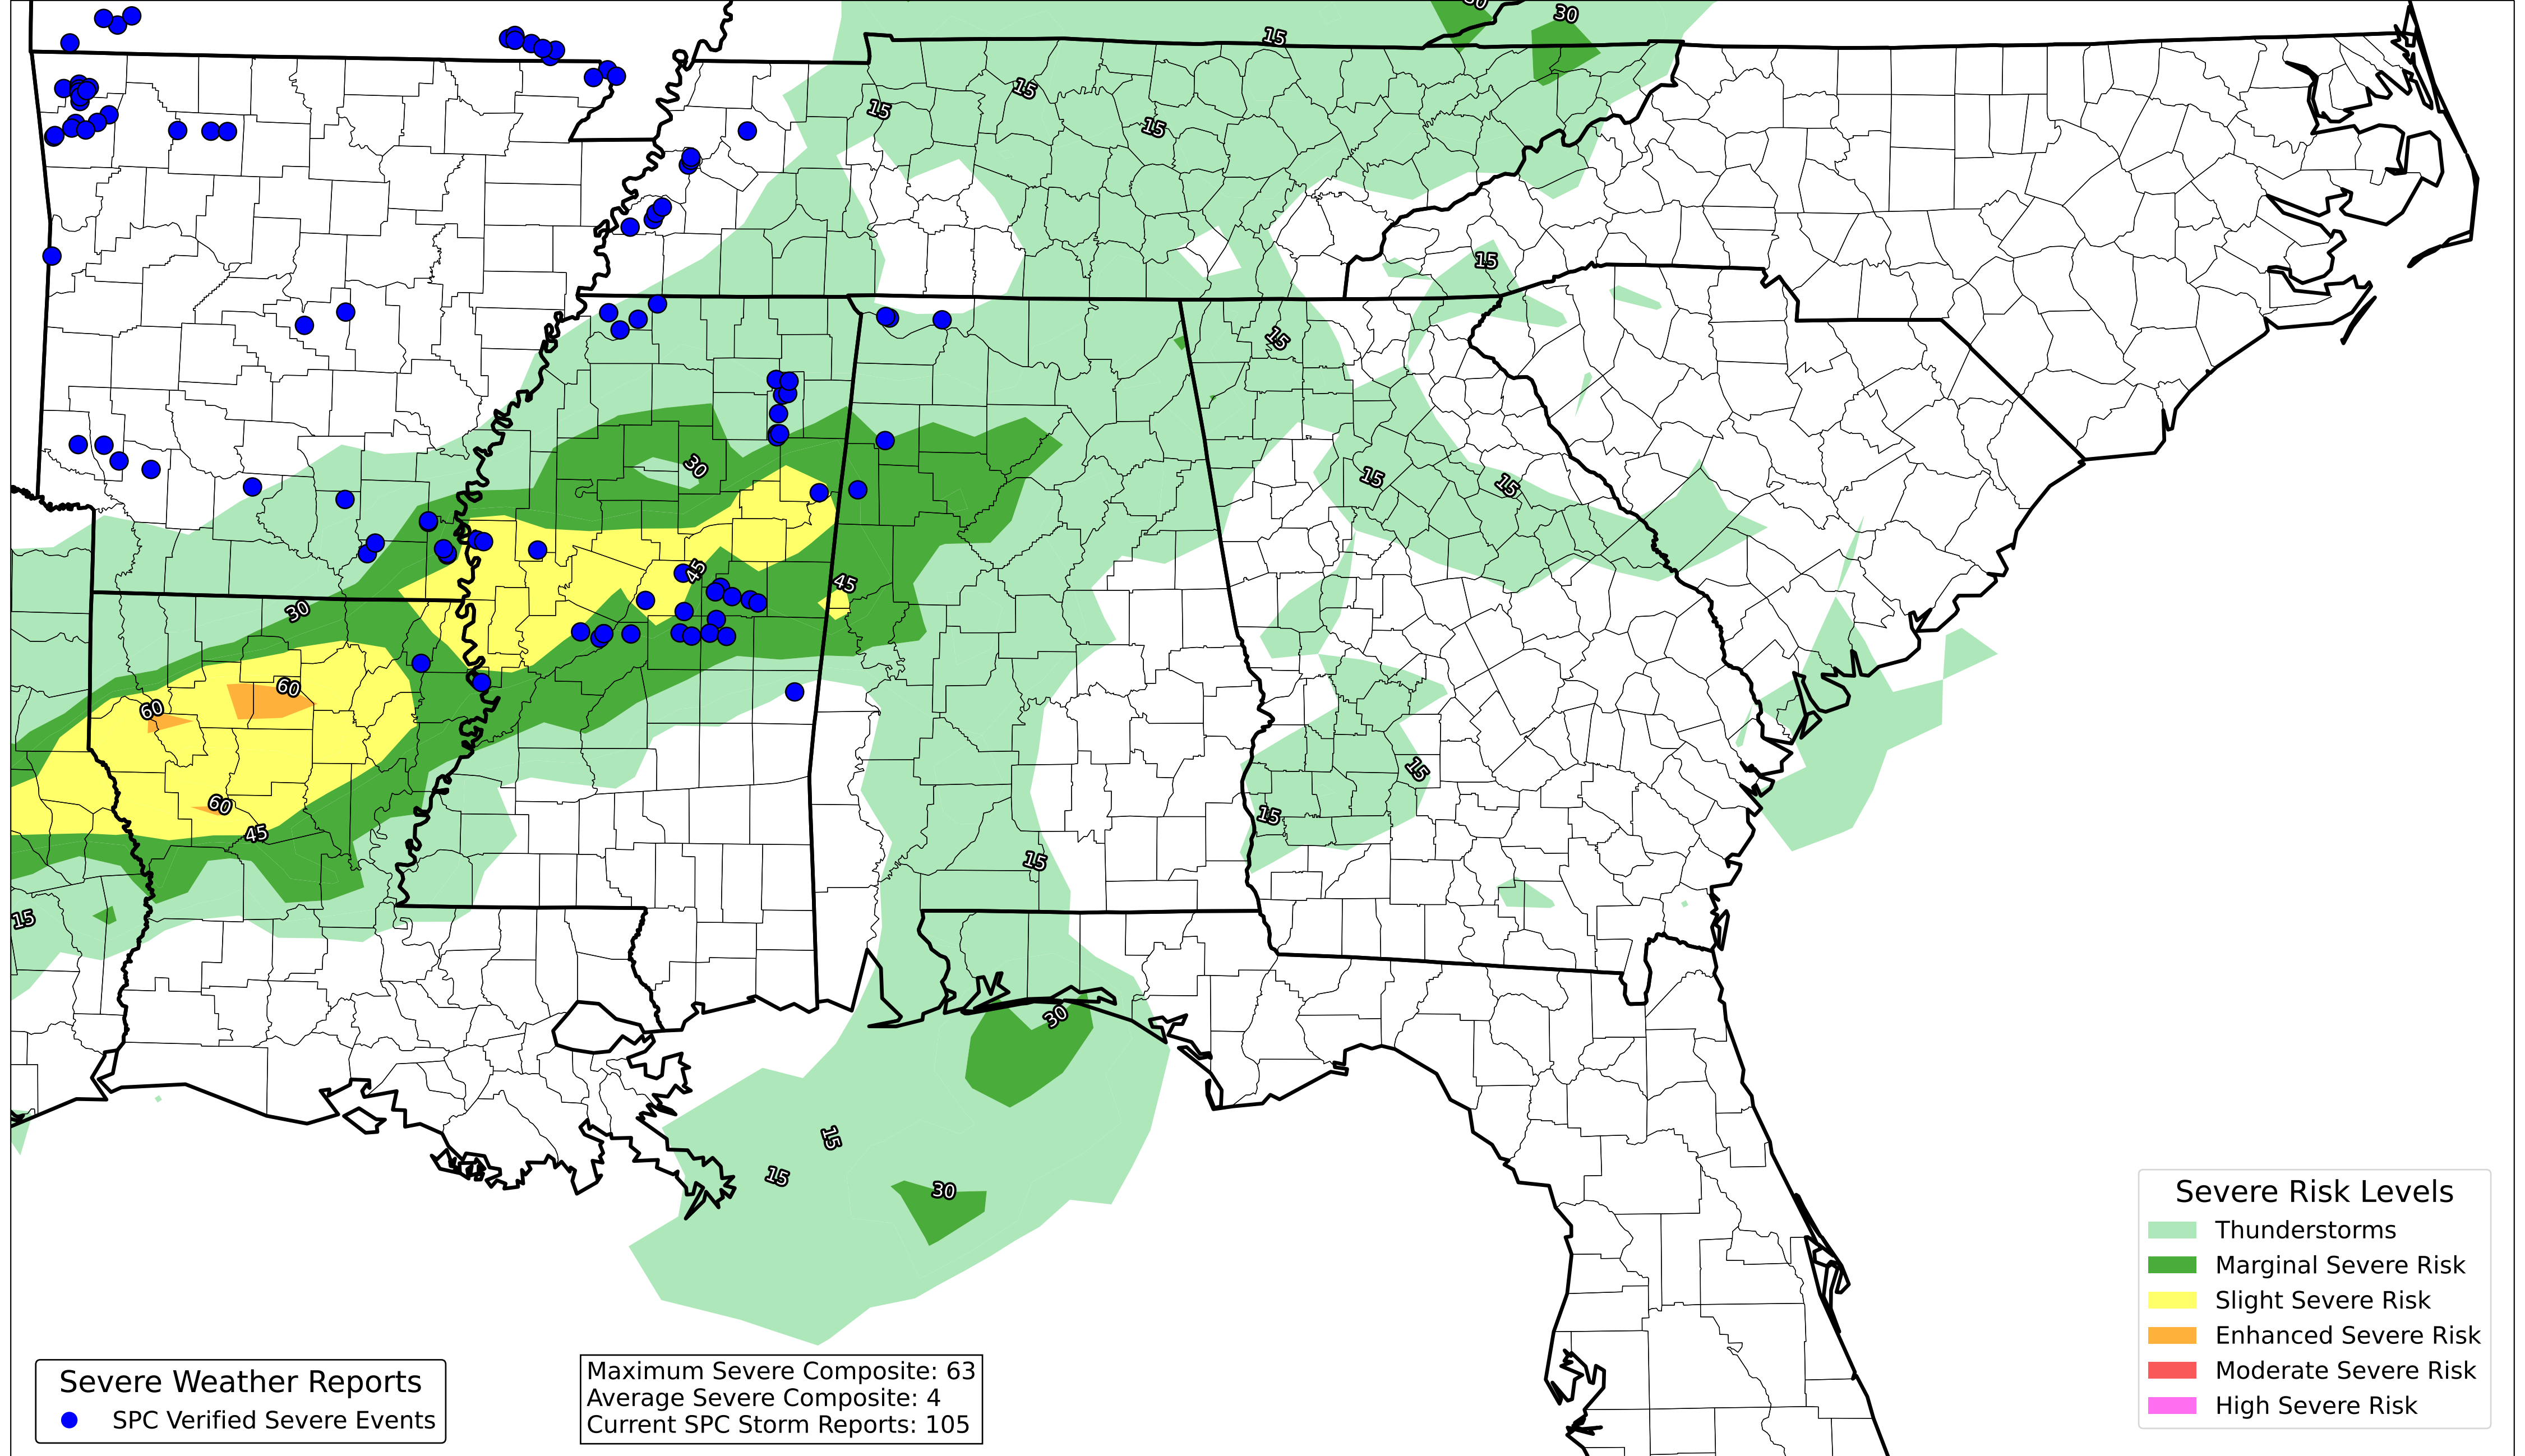 30
30
15
15
15
15
15
15
30
15
15
45
45
30
60
60
15
60
15
45
15
15
30
15
15
30
Severe Risk Levels
Thunderstorms
Marginal Severe Risk
Slight Severe Risk
Enhanced Severe Risk
Moderate Severe Risk
High Severe Risk
Severe Weather Reports
SPC Verified Severe Events
Maximum Severe Composite: 63
Average Severe Composite: 4
Current SPC Storm Reports: 105